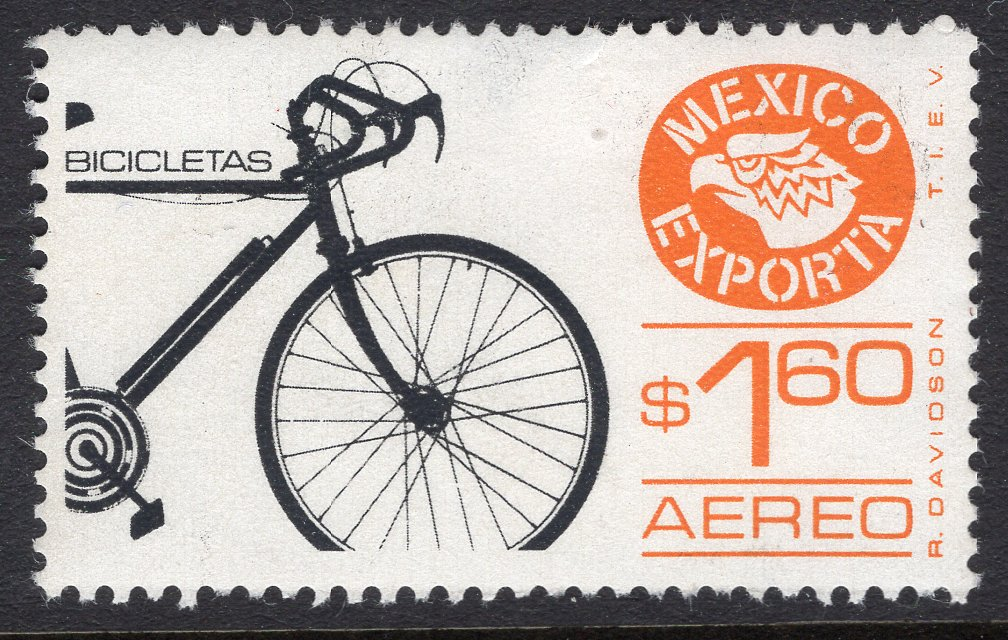 BICICLETAS
MEXICO
EXPORTA
$1.60
AEREO
R. DAVIDSON T. I. E. V.